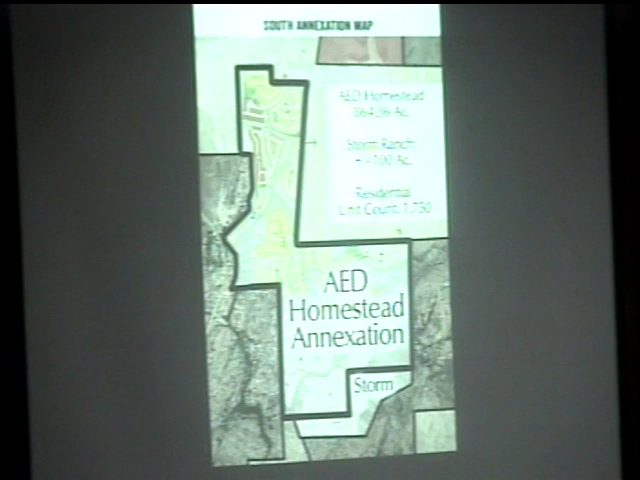 SOUTH ANNEXATION MAP
AED Homestead
864.36 Ac.
Storm Ranch
+ - 100 Ac.
Residential
Unit Count: 1,750
AED
Homestead
Annexation
Storm